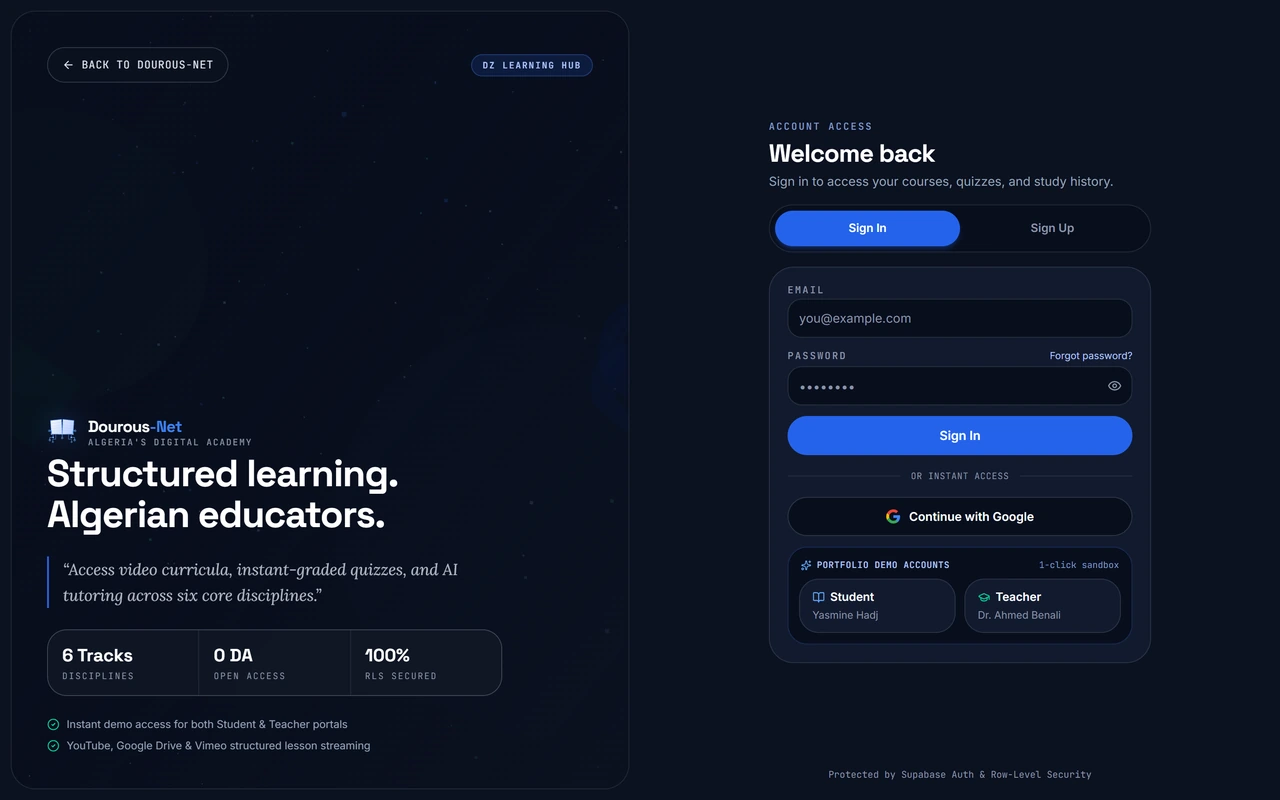 BACK TO DOUROUS-NET
DZ LEARNING HUB
Dourous-Net
ALGERIA'S DIGITAL ACADEMY
Structured learning.
Algerian educators.
“Access video curricula, instant-graded quizzes, and AI
tutoring across six core disciplines.”
6 Tracks
DISCIPLINES
0 DA
OPEN ACCESS
100%
RLS SECURED
Instant demo access for both Student & Teacher portals
YouTube, Google Drive & Vimeo structured lesson streaming
ACCOUNT ACCESS
Welcome back
Sign in to access your courses, quizzes, and study history.
Sign In
Sign Up
EMAIL
you@example.com
PASSWORD
Forgot password?
Sign In
OR INSTANT ACCESS
Continue with Google
PORTFOLIO DEMO ACCOUNTS
1-click sandbox
Student
Yasmine Hadj
Teacher
Dr. Ahmed Benali
Protected by Supabase Auth & Row-Level Security